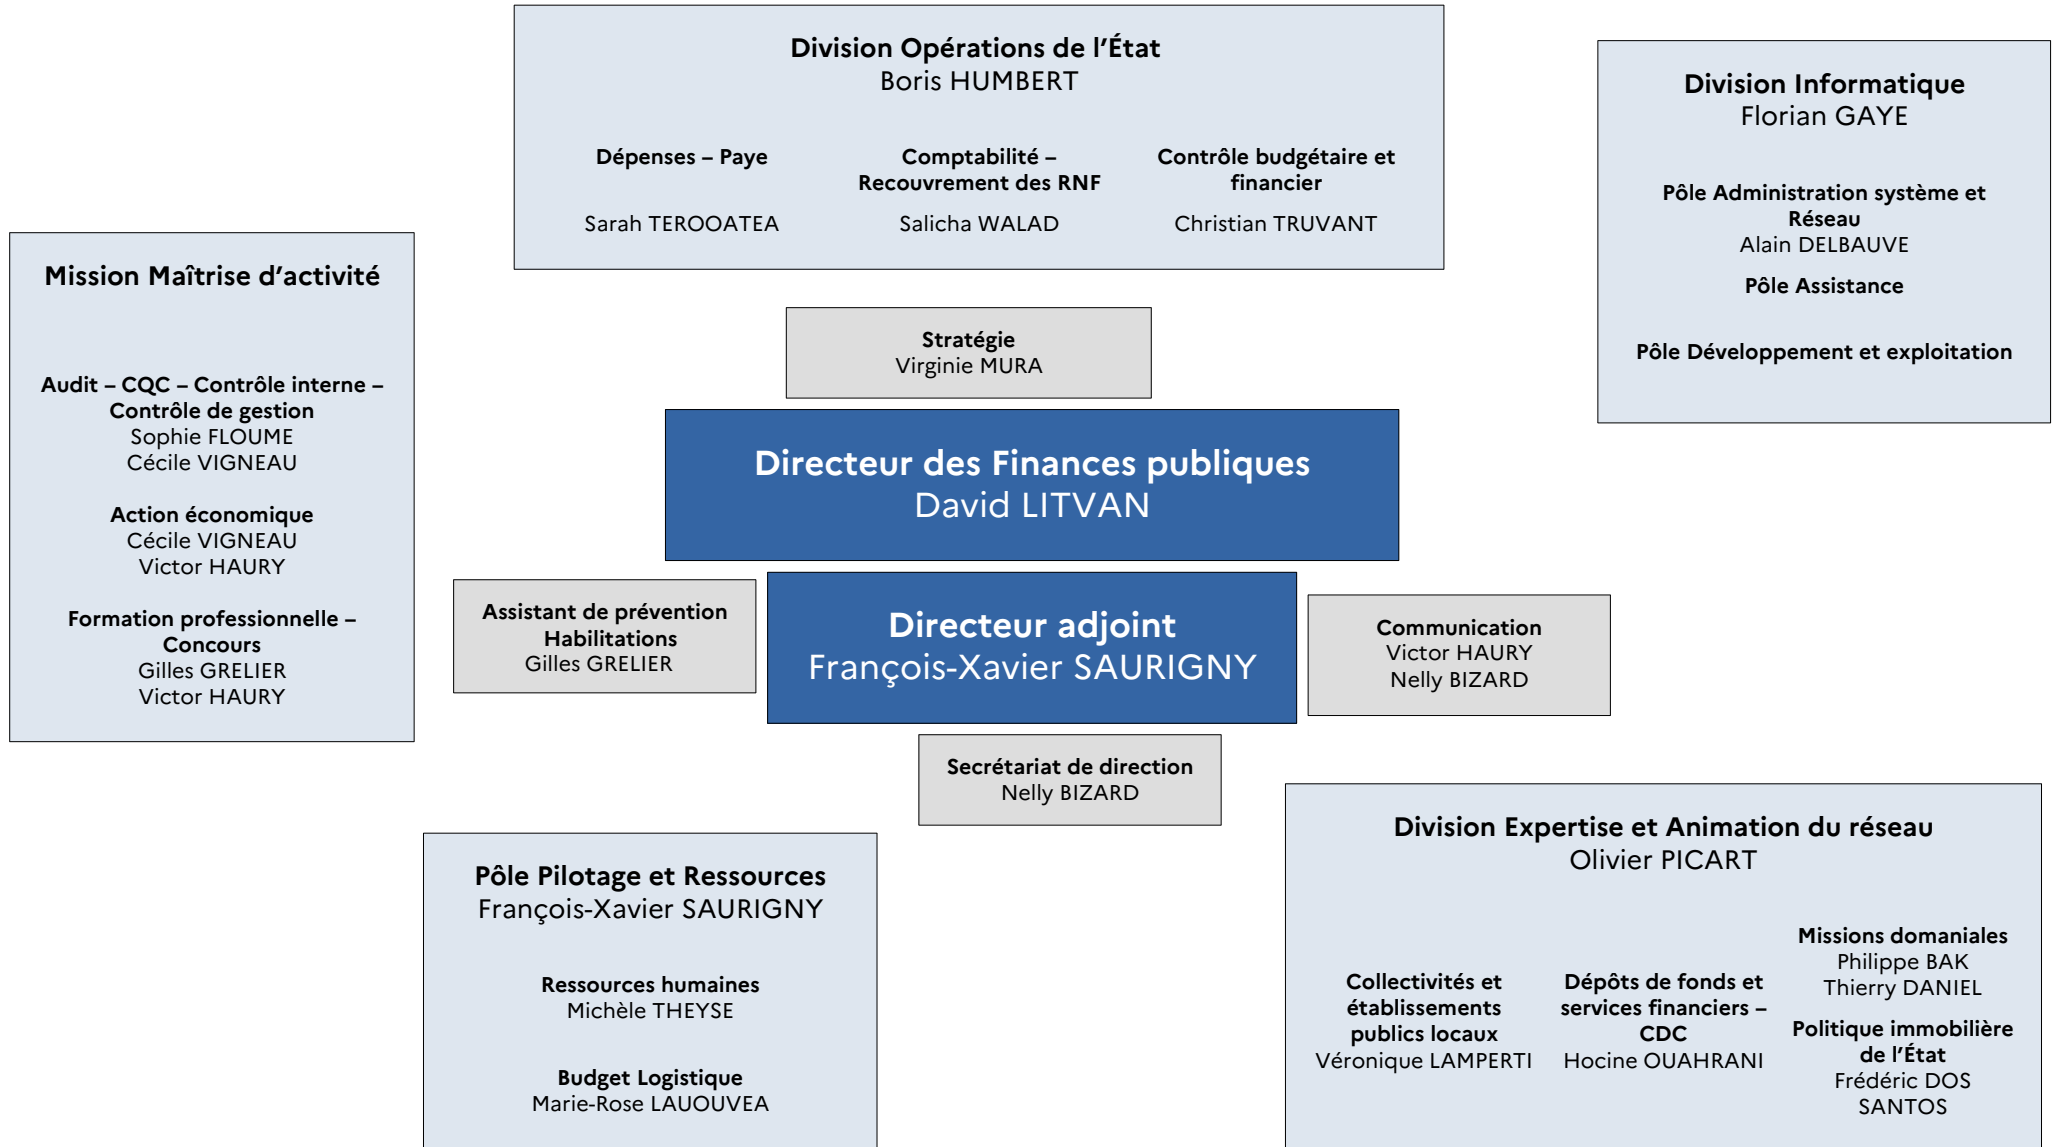 Division Opérations de l'État
Boris HUMBERT
Dépenses – Paye
Sarah TEROOATEA
Comptabilité –
Recouvrement des RNF
Salicha WALAD
Contrôle budgétaire et
financier
Christian TRUVANT
Division Informatique
Florian GAYE
Pôle Administration système et
Réseau
Alain DELBAUVE
Pôle Assistance
Pôle Développement et exploitation
Mission Maîtrise d'activité
Audit – CQC – Contrôle interne –
Contrôle de gestion
Sophie FLOUME
Cécile VIGNEAU
Action économique
Cécile VIGNEAU
Victor HAURY
Formation professionnelle –
Concours
Gilles GRELIER
Victor HAURY
Stratégie
Virginie MURA
Directeur des Finances publiques
David LITVAN
Assistant de prévention
Habilitations
Gilles GRELIER
Directeur adjoint
François-Xavier SAURIGNY
Communication
Victor HAURY
Nelly BIZARD
Secrétariat de direction
Nelly BIZARD
Pôle Pilotage et Ressources
François-Xavier SAURIGNY
Ressources humaines
Michèle THEYSE
Budget Logistique
Marie-Rose LAUOUVEA
Division Expertise et Animation du réseau
Olivier PICART
Collectivités et
établissements
publics locaux
Véronique LAMPERTI
Dépôts de fonds et
services financiers –
CDC
Hocine OUAHRANI
Missions domaniales
Philippe BAK
Thierry DANIEL
Politique immobilière
de l'État
Frédéric DOS
SANTOS